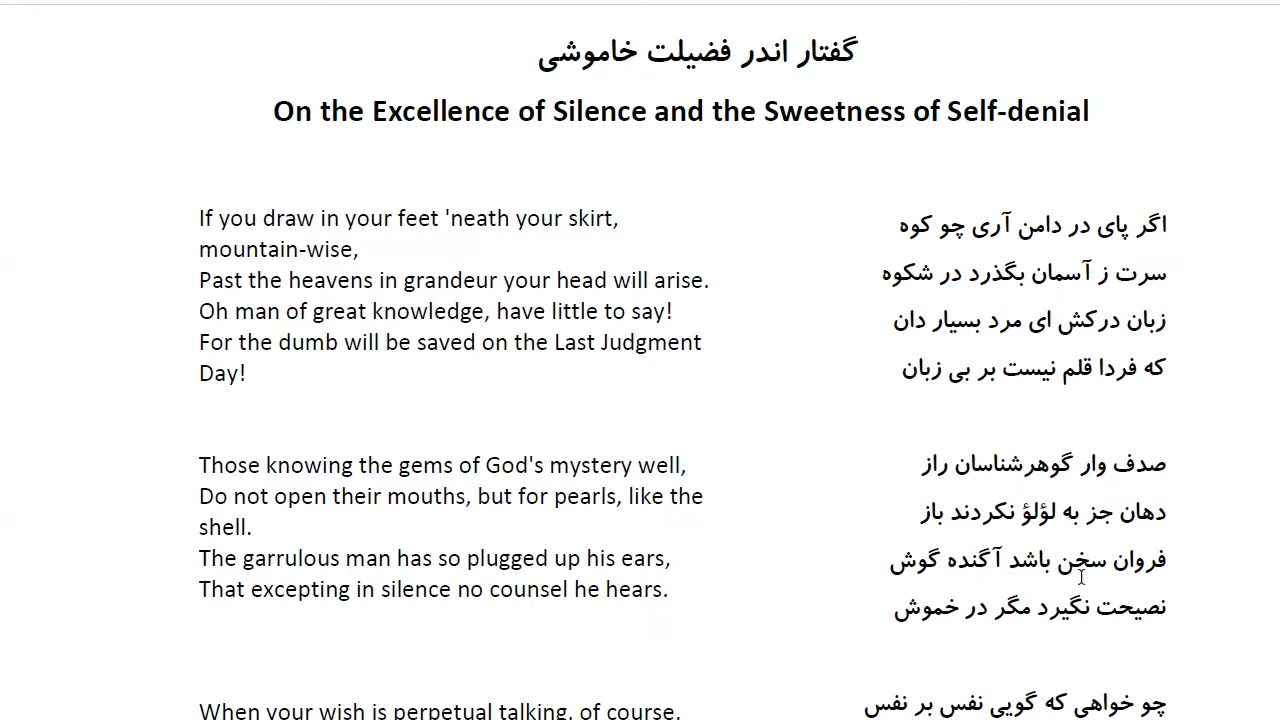 گفتار اندر فضیلت خاموشی
On the Excellence of Silence and the Sweetness of Self-denial
If you draw in your feet 'neath your skirt,
mountain-wise,
Past the heavens in grandeur your head will arise.
Oh man of great knowledge, have little to say!
For the dumb will be saved on the Last Judgment
Day!
اگر پای در دامن آری چو کوه
سرت ز آسمان بگذرد در شکوه
زبان درکش ای مرد بسیار دان
که فردا قلم نیست بر بی زبان
Those knowing the gems of God's mystery well,
Do not open their mouths, but for pearls, like the
shell.
The garrulous man has so plugged up his ears,
That excepting in silence no counsel he hears.
صدف وار گوهرشناسان راز
دهان جز به لؤلؤ نکردند باز
فروان سخن باشد آگنده گوش
نصیحت نگیرد مگر در خموش
When your wish is perpetual talking, of course,
چو خواهی که گویی نفس بر نفس